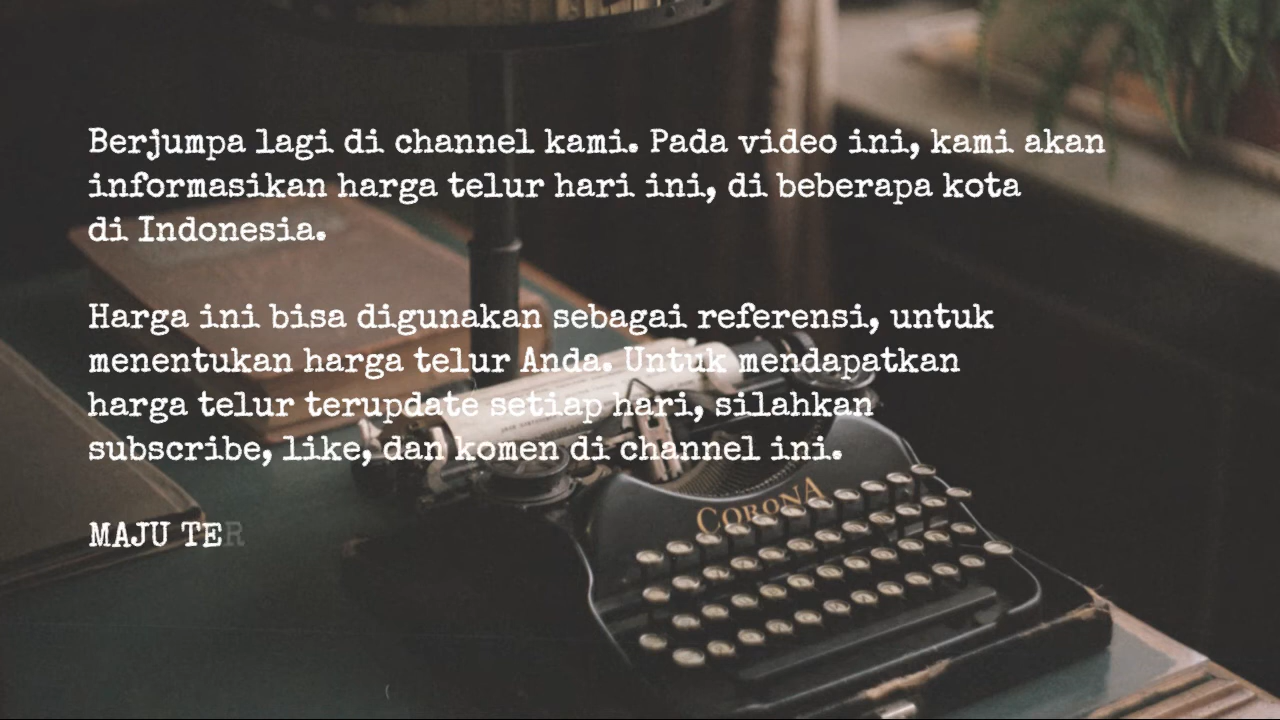 Berjumpa lagi di channel kami. Pada video ini, kami akan
informasikan harga telur hari ini, di beberapa kota
di Indonesia.
Harga ini bisa digunakan sebagai referensi, untuk
menentukan harga telur Anda. Untuk mendapatkan
harga telur terupdate setiap hari, silahkan
subscribe, like, dan komen di channel ini.
MAJU TER
CORONA